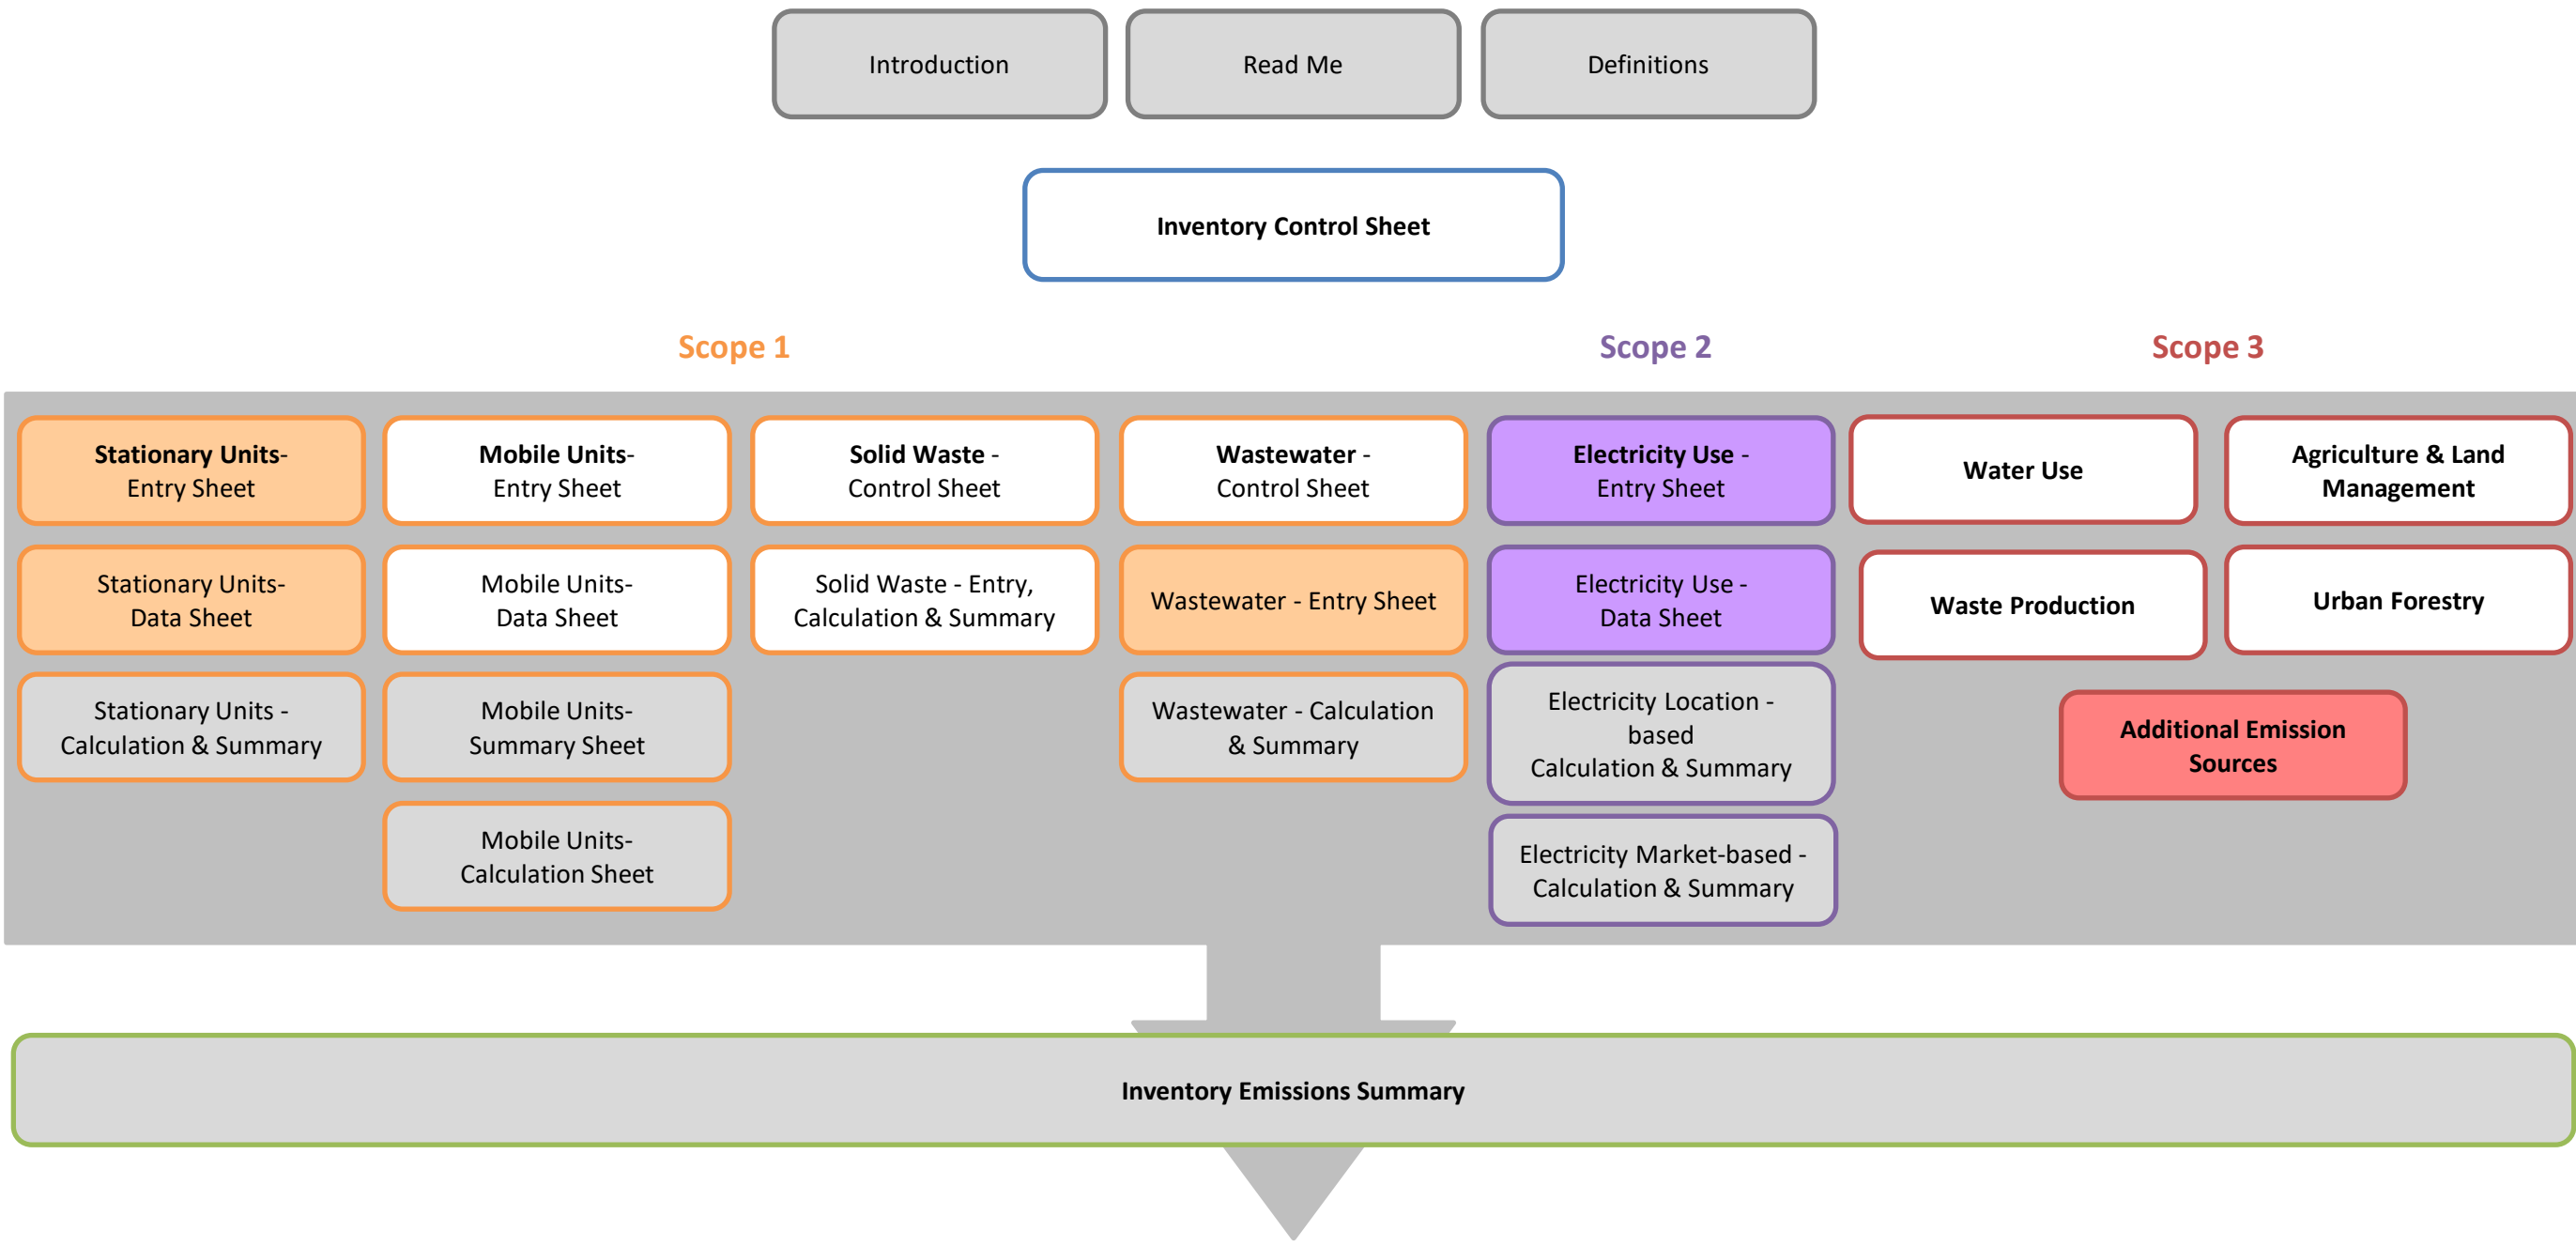 Introduction
Read Me
Definitions
Inventory Control Sheet
Scope 1
Scope 2
Scope 3
Stationary Units-
Entry Sheet
Mobile Units-
Entry Sheet
Solid Waste -
Control Sheet
Wastewater -
Control Sheet
Electricity Use -
Entry Sheet
Water Use
Agriculture & Land
Management
Stationary Units-
Data Sheet
Mobile Units-
Data Sheet
Solid Waste - Entry,
Calculation & Summary
Wastewater - Entry Sheet
Electricity Use -
Data Sheet
Waste Production
Urban Forestry
Stationary Units -
Calculation & Summary
Mobile Units-
Summary Sheet
Wastewater - Calculation
& Summary
Electricity Location -
based
Calculation & Summary
Additional Emission
Sources
Mobile Units-
Calculation Sheet
Electricity Market-based -
Calculation & Summary
Inventory Emissions Summary